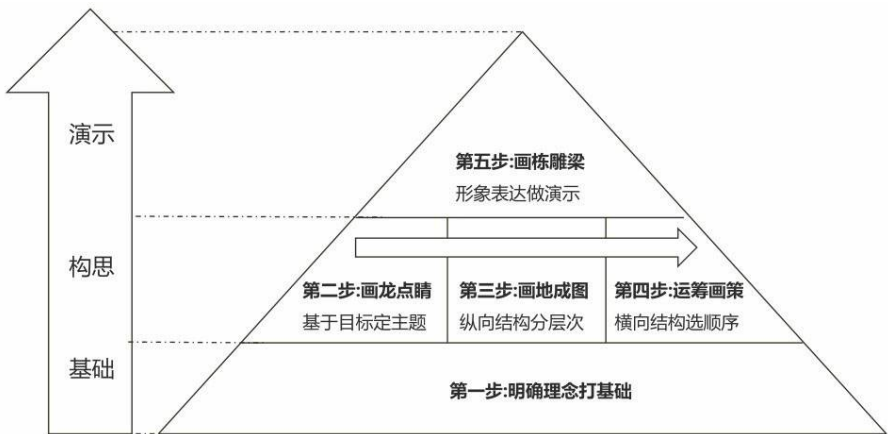 演示
第五步:画栋雕梁
形象表达做演示
构思
第二步:画龙点睛
基于目标定主题
第三步:画地成图
纵向结构分层次
第四步:运筹画策
横向结构选顺序
基础
第一步:明确理念打基础